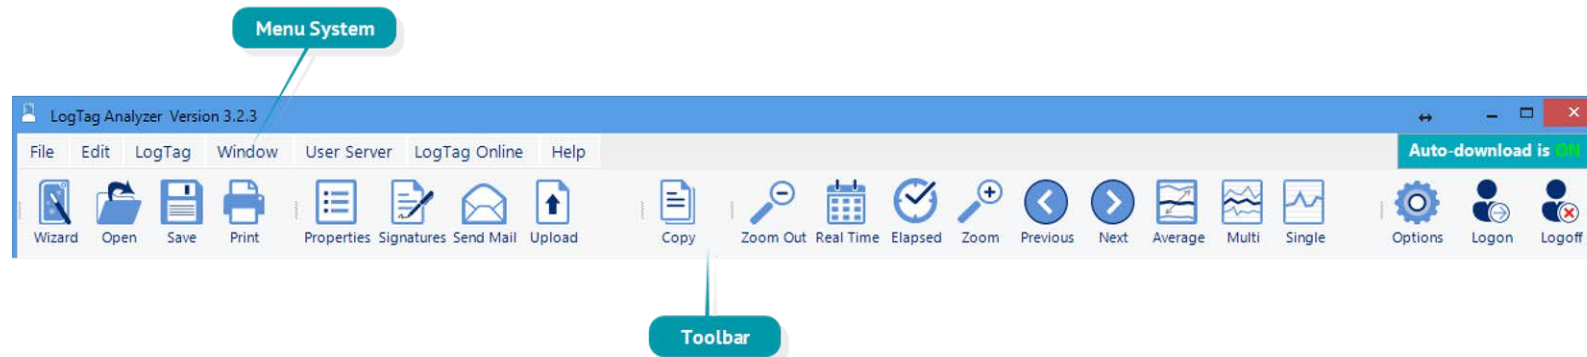 Menu System
LogTag Analyzer Version 3.2.3
File Edit LogTag Window User Server LogTag Online Help Auto-download is ON
Wizard Open Save Print Properties Signatures Send Mail Upload Copy Zoom Out Real Time Elapsed Zoom Previous Next Average Multi Single Options Logon Logoff
Toolbar